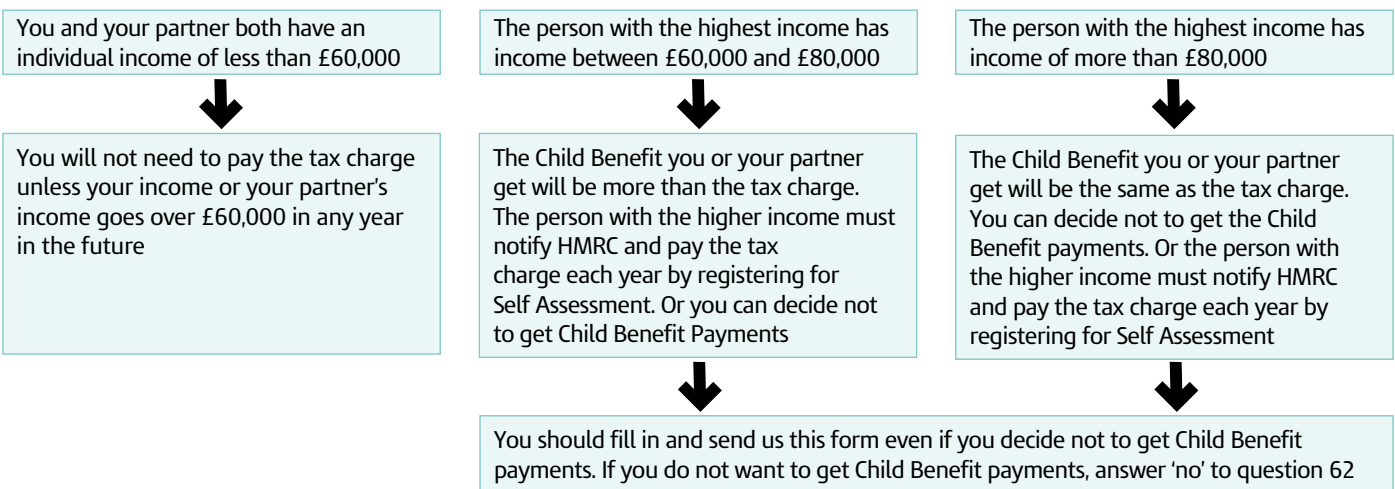 You and your partner both have an
individual income of less than £60,000
You will not need to pay the tax charge
unless your income or your partner's
income goes over £60,000 in any year
in the future
The person with the highest income has
income between £60,000 and £80,000
The Child Benefit you or your partner
get will be more than the tax charge.
The person with the higher income must
notify HMRC and pay the tax
charge each year by registering for
Self Assessment. Or you can decide not
to get Child Benefit Payments
The person with the highest income has
income of more than £80,000
The Child Benefit you or your partner
get will be the same as the tax charge.
You can decide not to get the Child
Benefit payments. Or the person with
the higher income must notify HMRC
and pay the tax charge each year by
registering for Self Assessment
You should fill in and send us this form even if you decide not to get Child Benefit
payments. If you do not want to get Child Benefit payments, answer ‘no’ to question 62